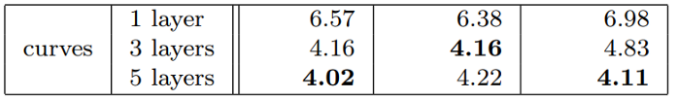 1 layer 6.57 6.38 6.98
curves 3 layers 4.16 4.16 4.83
5 layers 4.02 4.22 4.11